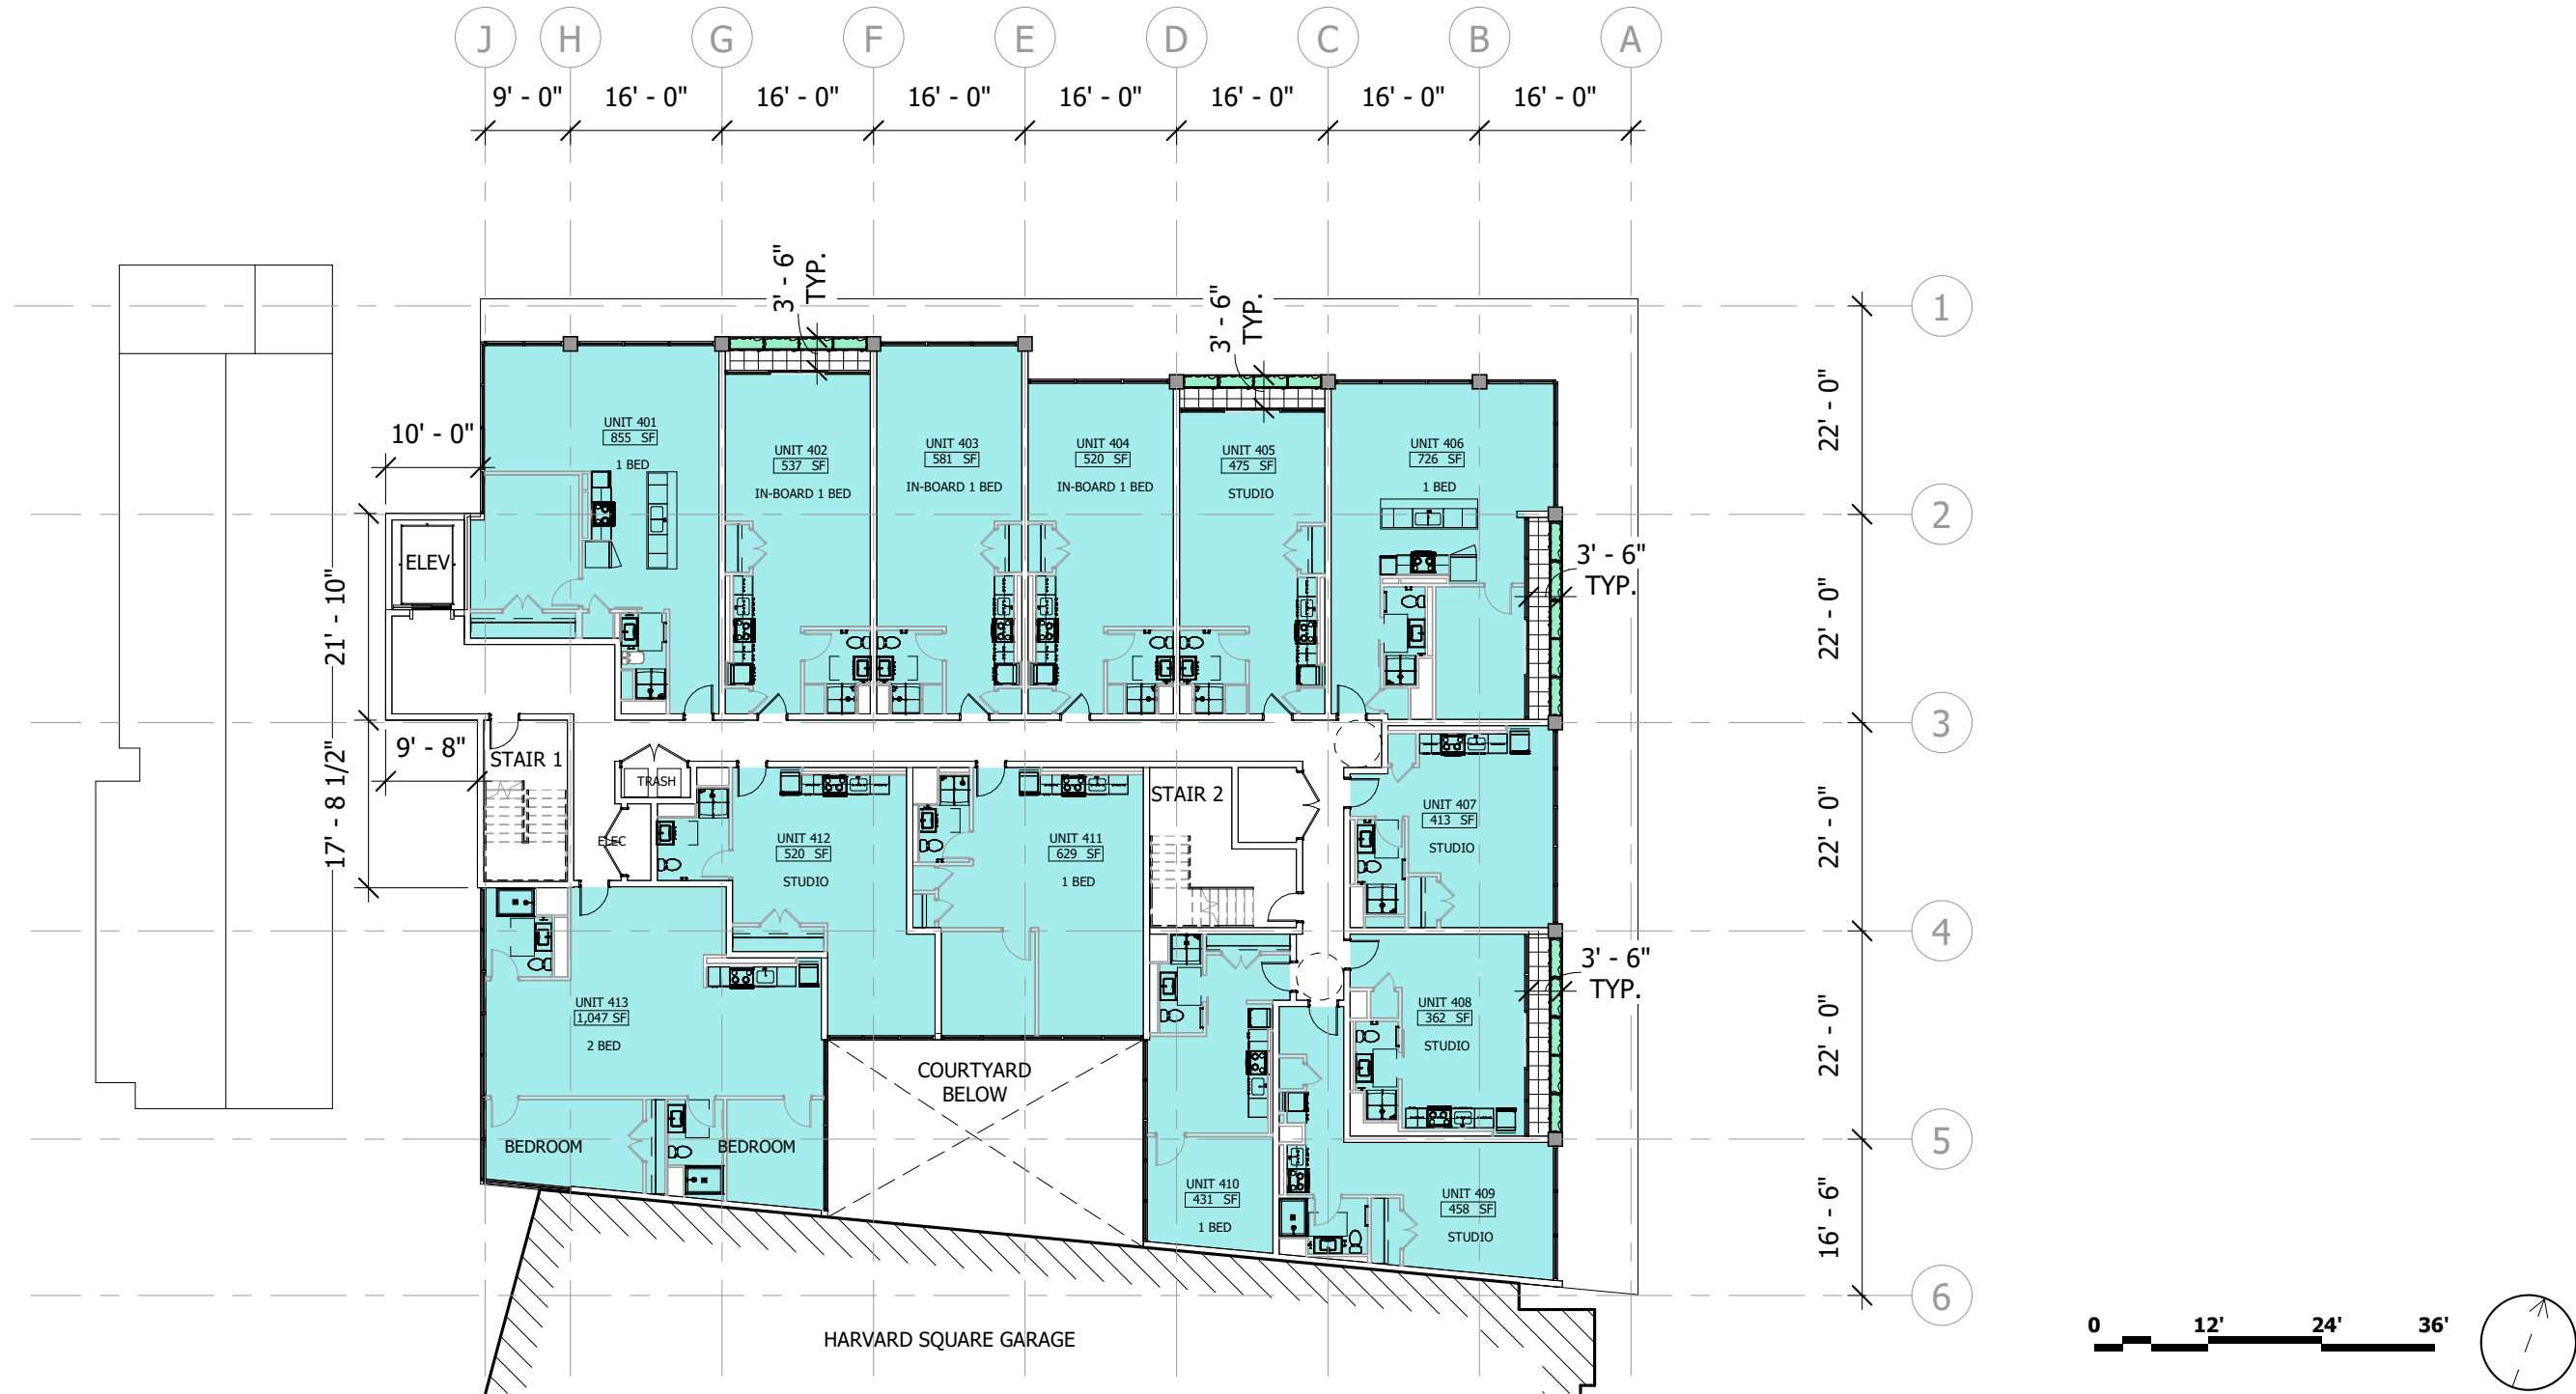 J H G F E D C B A
9' - 0" 16' - 0" 16' - 0" 16' - 0" 16' - 0" 16' - 0" 16' - 0" 16' - 0"
3' - 6"
TYP.
3' - 6"
TYP.
1
22' - 0"
10' - 0"
UNIT 401
855 SF
1 BED
UNIT 402
537 SF
IN-BOARD 1 BED
UNIT 403
581 SF
IN-BOARD 1 BED
UNIT 404
520 SF
IN-BOARD 1 BED
UNIT 405
475 SF
STUDIO
UNIT 406
726 SF
1 BED
2
ELEV
21' - 10"
3' - 6"
TYP.
22' - 0"
3
9' - 8"
17' - 8 1/2"
STAIR 1
TRASH
ELEC
UNIT 412
520 SF
STUDIO
UNIT 411
629 SF
1 BED
STAIR 2
UNIT 407
413 SF
STUDIO
22' - 0"
4
3' - 6"
TYP.
UNIT 413
1,047 SF
2 BED
COURTYARD
BELOW
UNIT 408
362 SF
STUDIO
22' - 0"
5
BEDROOM
BEDROOM
UNIT 410
431 SF
1 BED
UNIT 409
458 SF
STUDIO
16' - 6"
6
HARVARD SQUARE GARAGE
0 12' 24' 36'